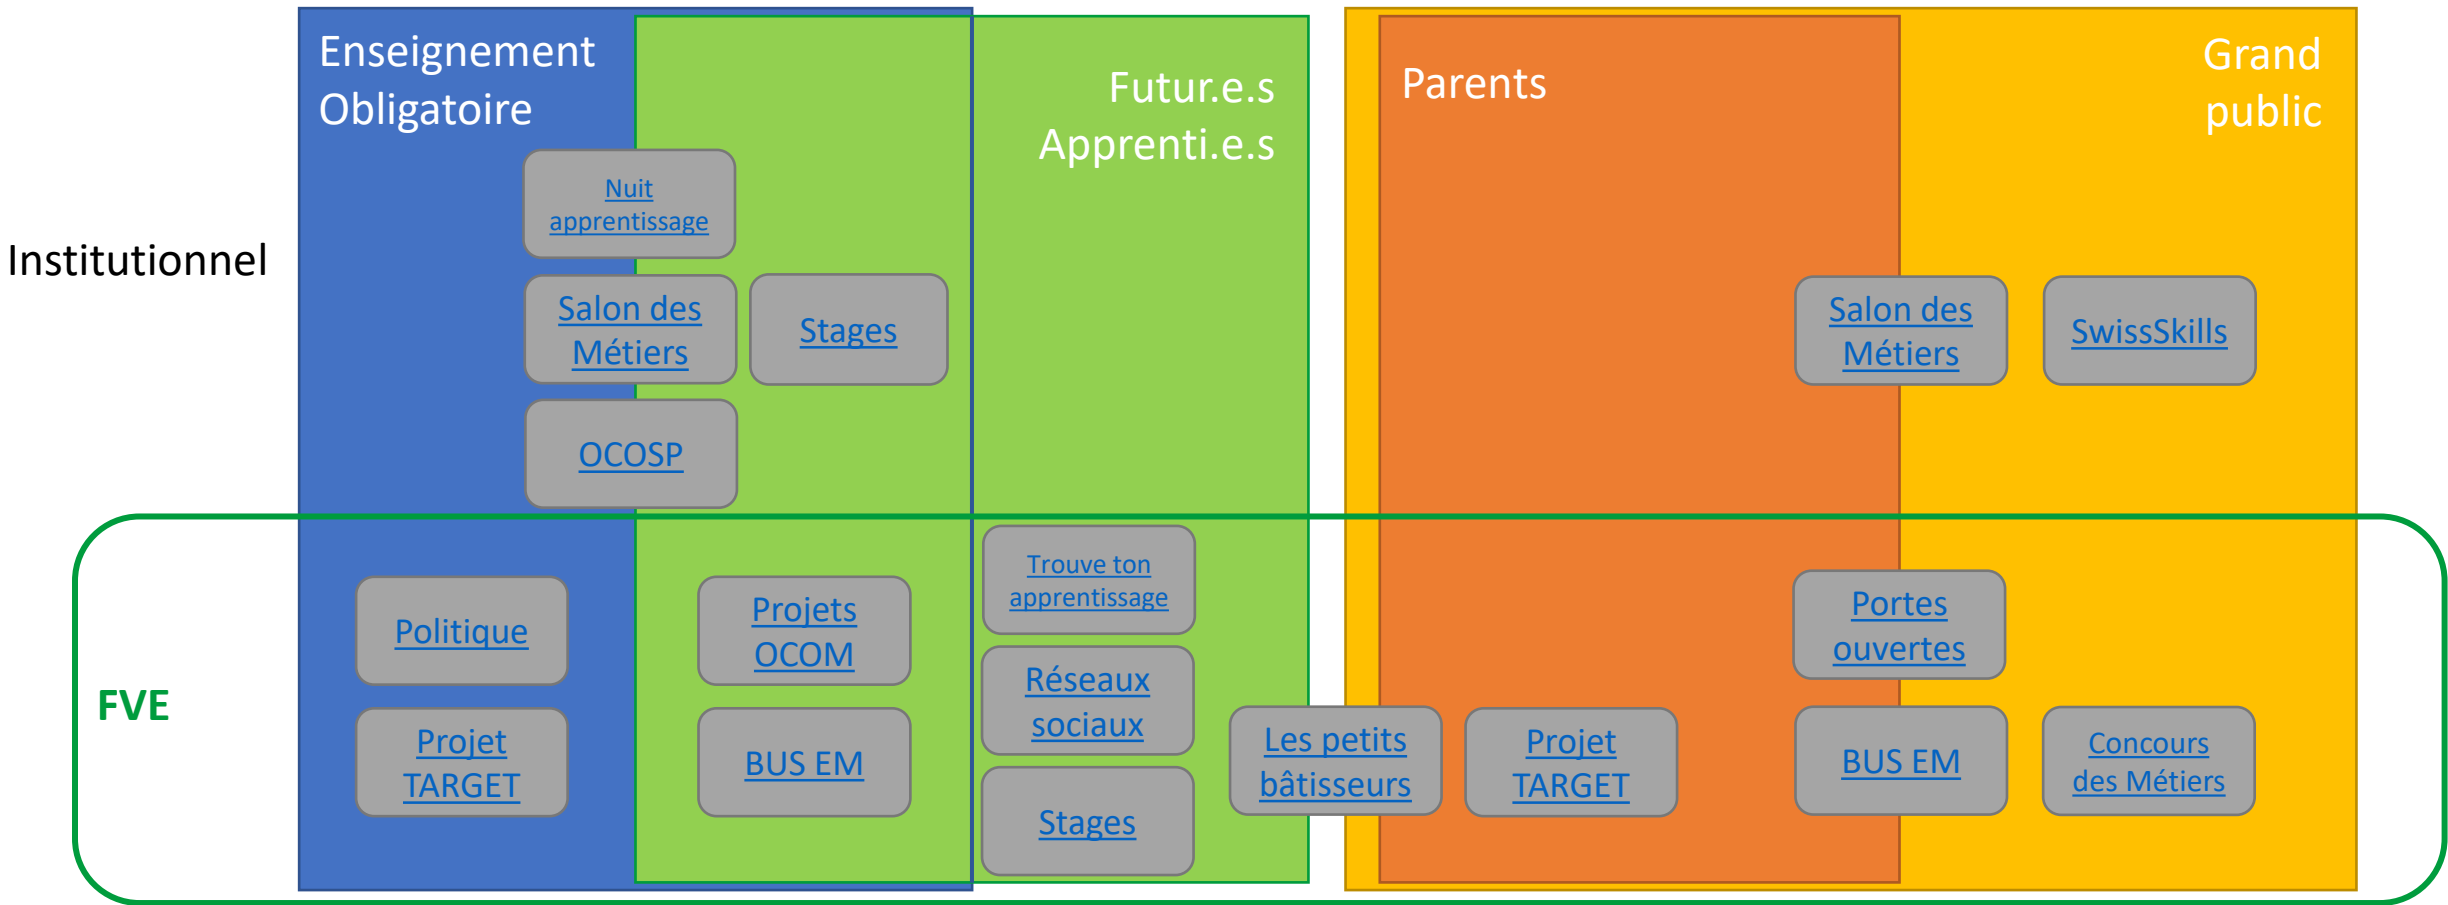 Enseignement
Obligatoire
Futur.e.s
Apprenti.e.s
Parents
Grand
public
Institutionnel
Nuit
apprentissage
Salon des
Métiers
Stages
OCOSP
Salon des
Métiers
SwissSkills
FVE
Politique
Projet
TARGET
Projets
OCOM
BUS EM
Trouve ton
apprentissage
Réseaux
sociaux
Stages
Les petits
bâtisseurs
Projet
TARGET
Portes
ouvertes
BUS EM
Concours
des Métiers